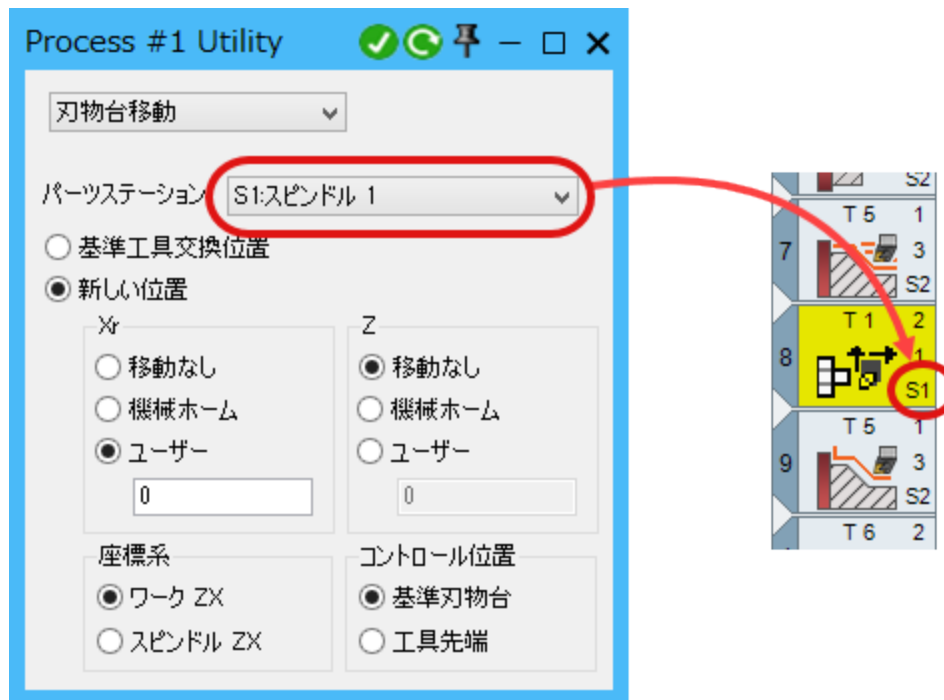 Process #1 Utility
刃物台移動
パーツステーション S1:スピンドル 1
基準工具交換位置
新しい位置
Xr
移動なし
機械ホーム
ユーザー
0
Z
移動なし
機械ホーム
ユーザー
0
座標系
ワーク ZX
スピンドル ZX
コントロール位置
基準刃物台
工具先端
S2
7 T 5 1
3
S2
8 T 1 2
1
S1
9 T 5 1
3
S2
T 6 2